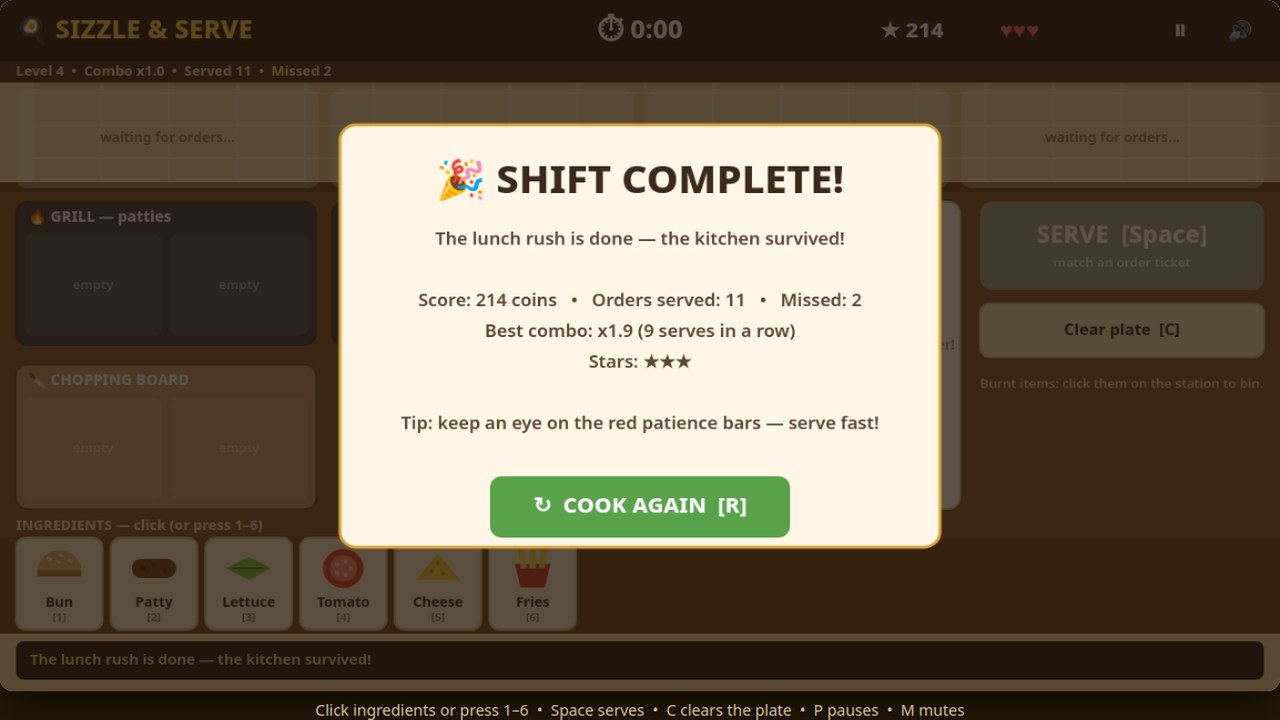 SIZZLE & SERVE
0:00
★ 214
♥♥♥
Level 4 • Combo x1.0 • Served 11 • Missed 2
waiting for orders...
waiting for orders...
🎉 SHIFT COMPLETE!
The lunch rush is done — the kitchen survived!
Score: 214 coins • Orders served: 11 • Missed: 2
Best combo: x1.9 (9 serves in a row)
Stars: ★★★
Tip: keep an eye on the red patience bars — serve fast!
↻ COOK AGAIN [R]
GRILL — patties
empty
empty
SERVE [Space]
match an order ticket
Clear plate [C]
er!
Burnt items: click them on the station to bin.
CHOPPING BOARD
empty
empty
INGREDIENTS — click (or press 1–6)
Bun
[1]
Patty
[2]
Lettuce
[3]
Tomato
[4]
Cheese
[5]
Fries
[6]
The lunch rush is done — the kitchen survived!
Click ingredients or press 1–6 • Space serves • C clears the plate • P pauses • M mutes